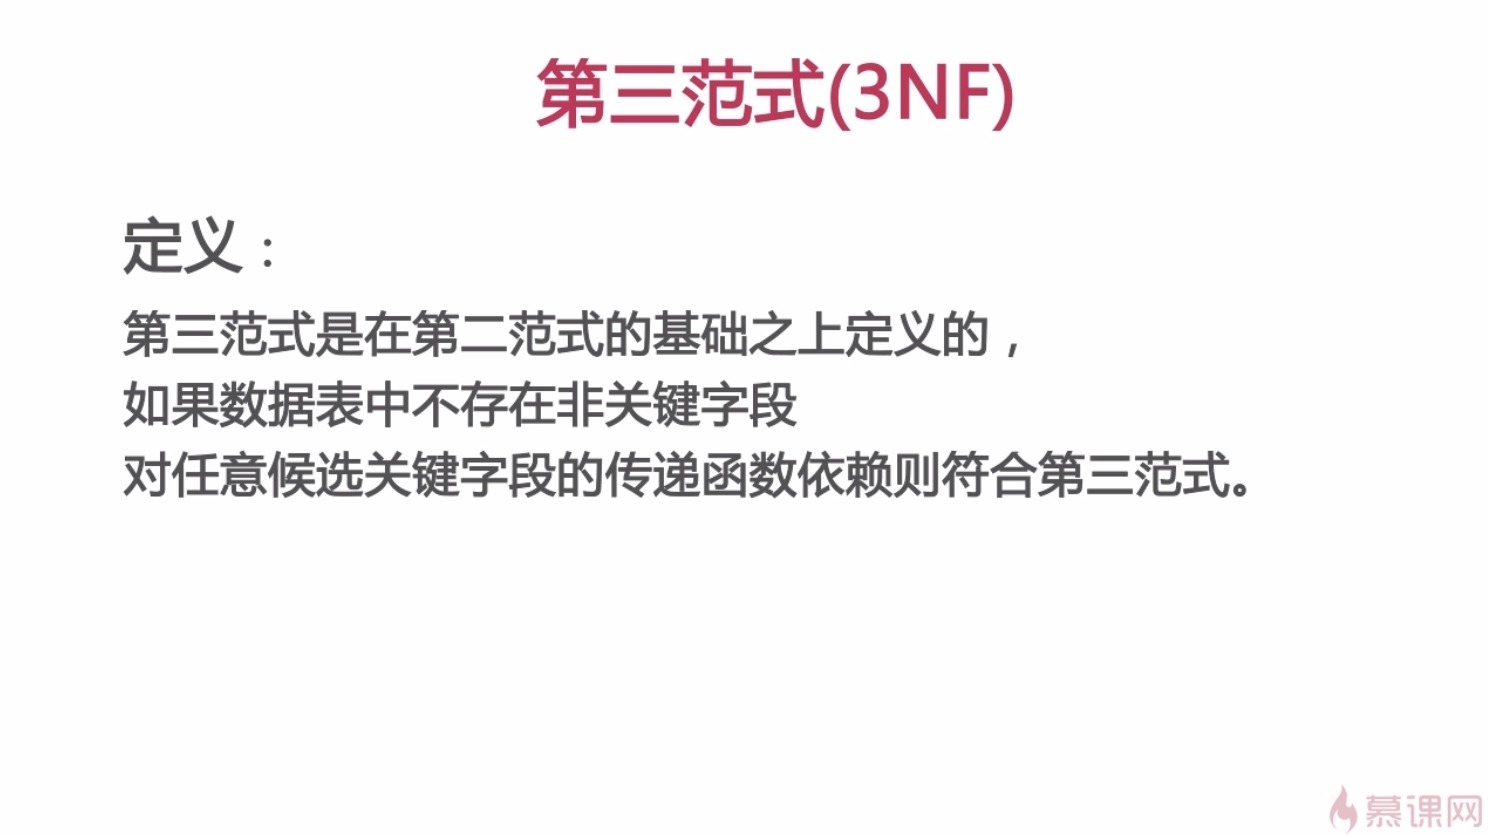 第三范式(3NF)
定义：
第三范式是在第二范式的基础之上定义的，
如果数据表中不存在非关键字段
对任意候选关键字段的传递函数依赖则符合第三范式。
慕课网